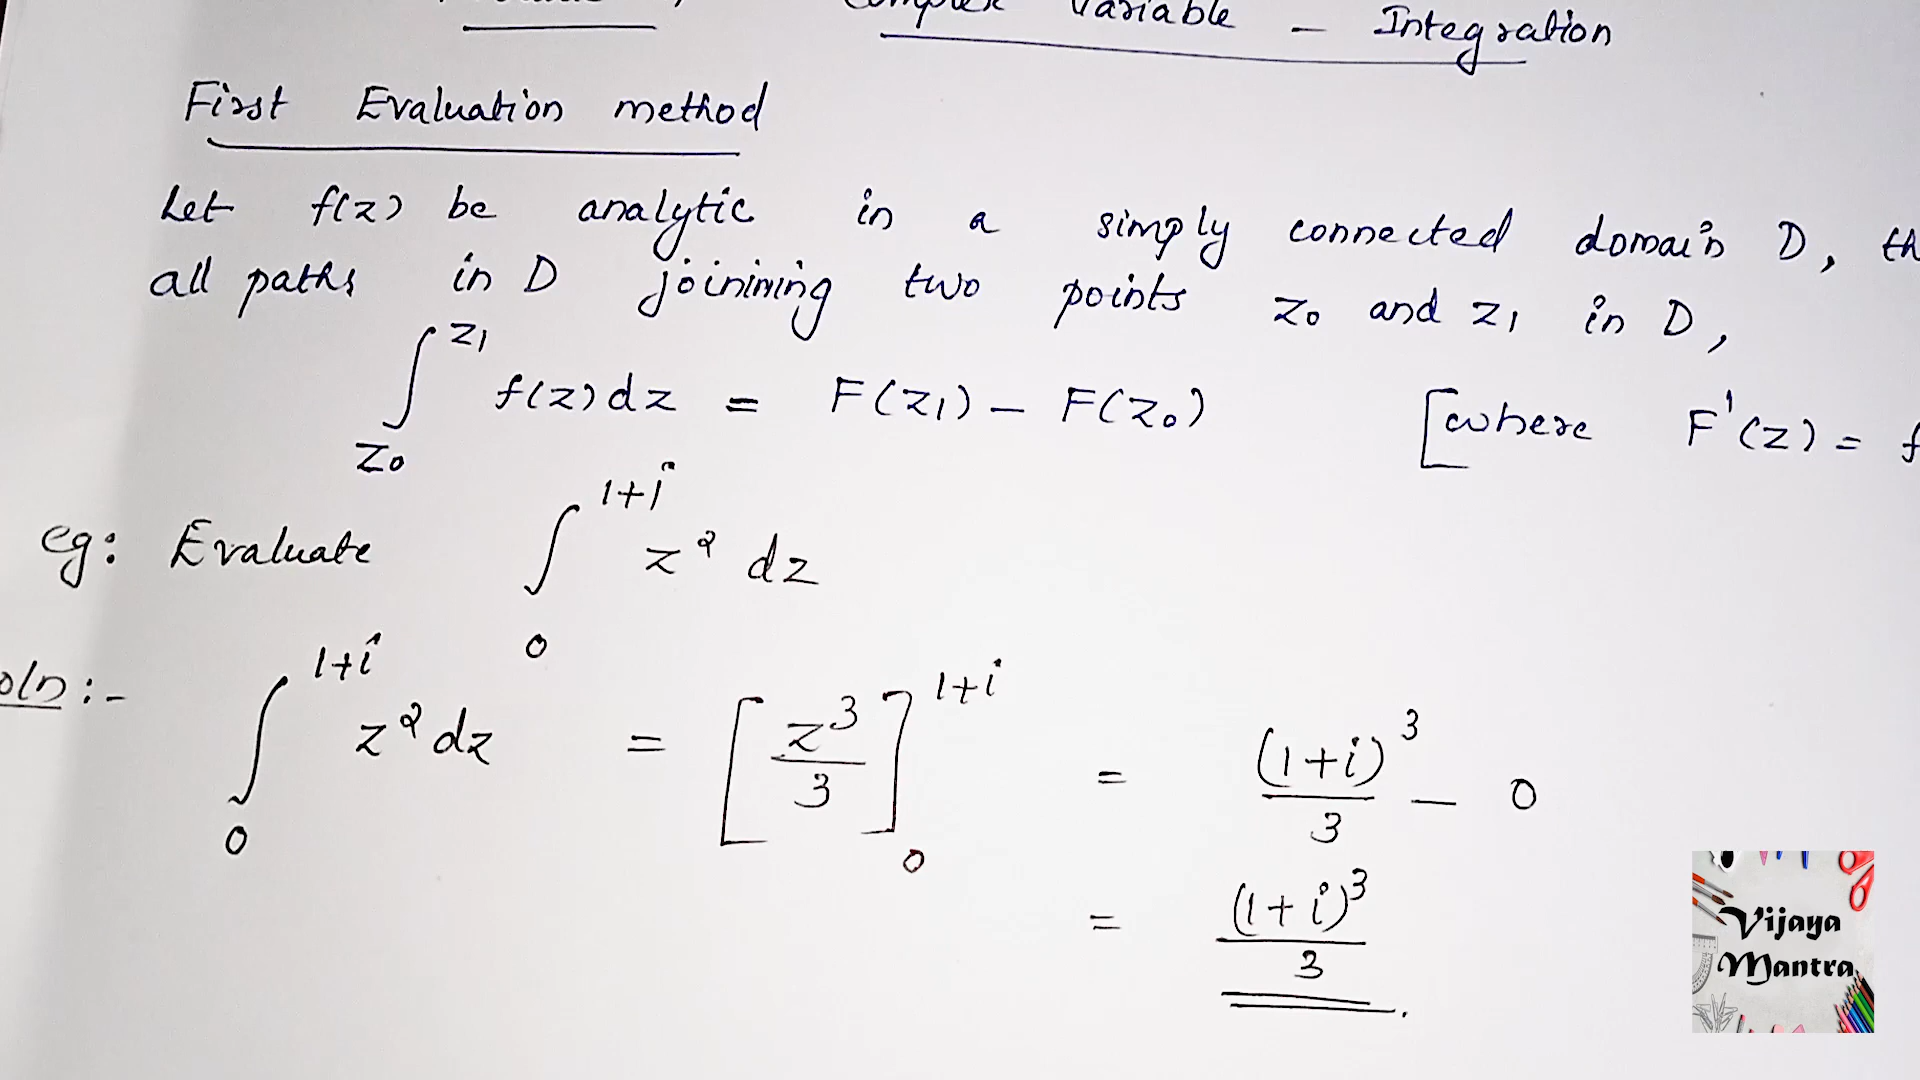 Complex Variable - Integration
First Evaluation method
Let f(z) be analytic in a simply connected domain D,
all paths in D joinining two points z₀ and z₁ in D,
∫_{z₀}^{z₁} f(z)dz = F(z₁) - F(z₀) [where F'(z) =
eg: Evaluate ∫_0^{1+i} z² dz
oln :- ∫_0^{1+i} z² dz = [z³/3]_0^{1+i} = (1+i)³/3 - 0
= (1+i)³/3.
Vijaya
Mantra